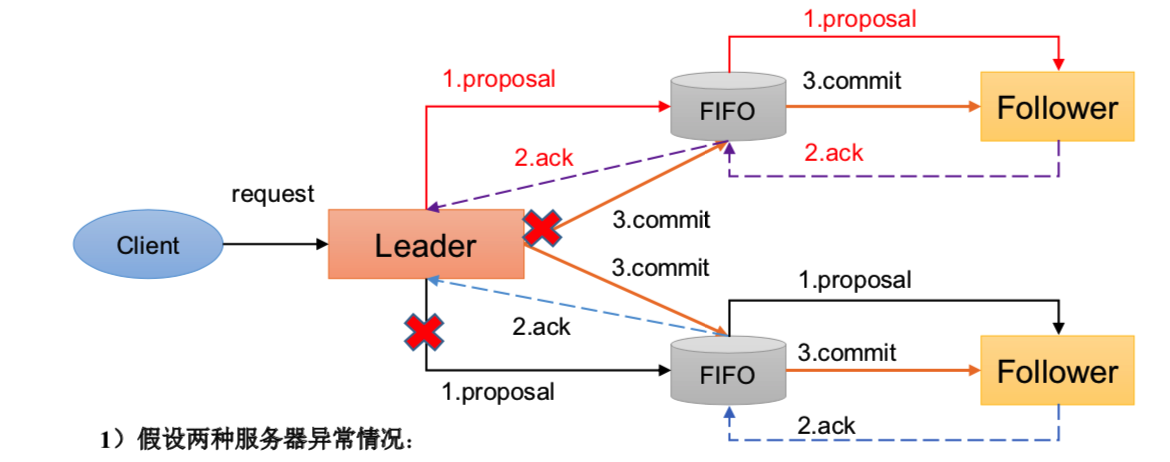 1.proposal
1.proposal
3.commit
FIFO
Follower
2.ack
2.ack
request
3.commit
Client
Leader
3.commit
1.proposal
2.ack
3.commit
FIFO
Follower
1.proposal
2.ack
1）假设两种服务器异常情况：